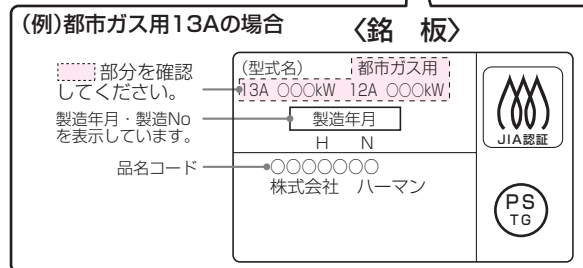 (例)都市ガス用13Aの場合
〈銘 板〉
部分を確認
してください。
製造年月・製造No
を表示しています。
品名コード
(型式名)
都市ガス用
13A ○○○kW 12A ○○○kW
製造年月
H N
○○○○○○○
株式会社 ハーマン
JIA認証
PS
TG